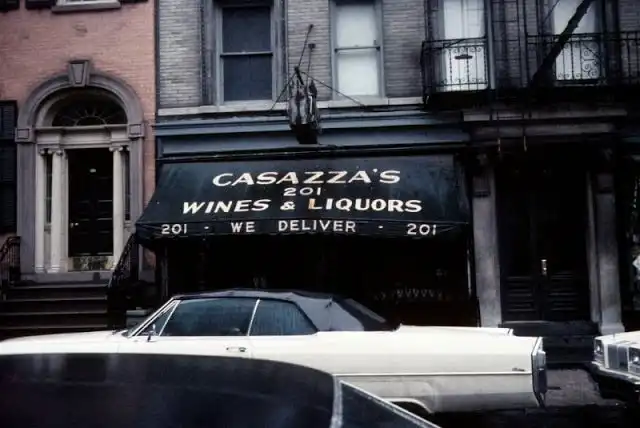 CASAZZA'S
201
WINES & LIQUORS
201 - WE DELIVER - 201